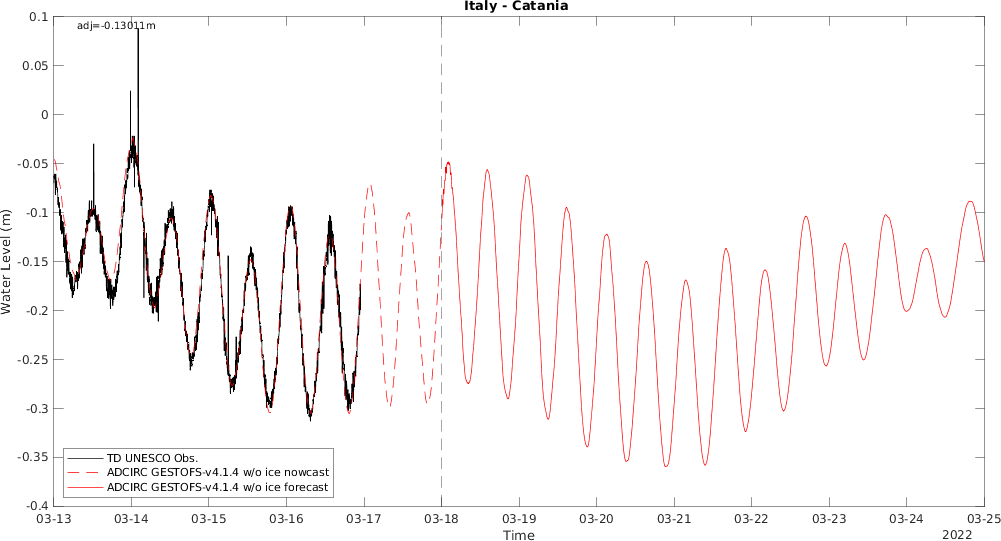 Italy - Catania
adj=-0.13011m
0.1
0.05
0
-0.05
-0.1
-0.15
-0.2
-0.25
-0.3
-0.35
-0.4
Water Level (m)
TD UNESCO Obs.
ADCIRC GESTOFS-v4.1.4 w/o ice nowcast
ADCIRC GESTOFS-v4.1.4 w/o ice forecast
03-13 03-14 03-15 03-16 03-17 03-18 03-19 03-20 03-21 03-22 03-23 03-24 03-25
Time
2022